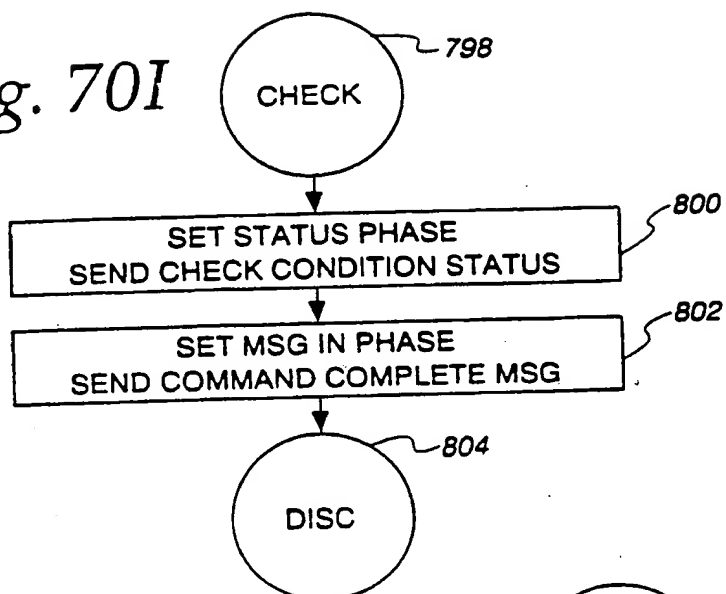 g. 70I
798
CHECK
800
SET STATUS PHASE
SEND CHECK CONDITION STATUS
802
SET MSG IN PHASE
SEND COMMAND COMPLETE MSG
804
DISC